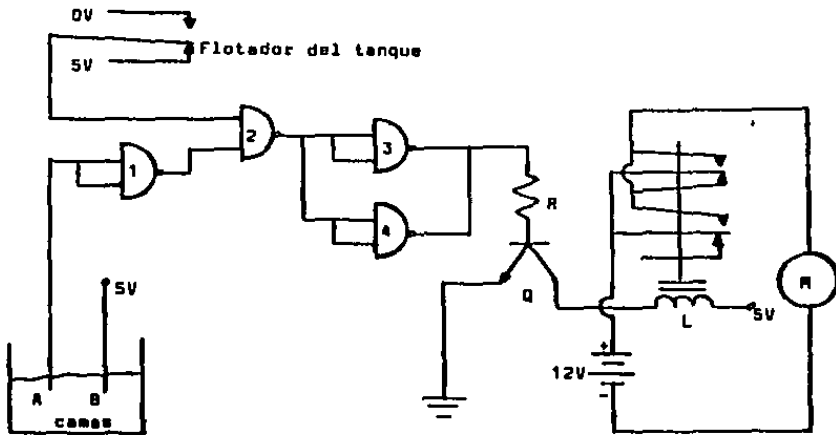 0V
Flotador del tanque
5V
2
3
1
4
R
Q
5V
M
L
5V
+
12V
-
A B
camas